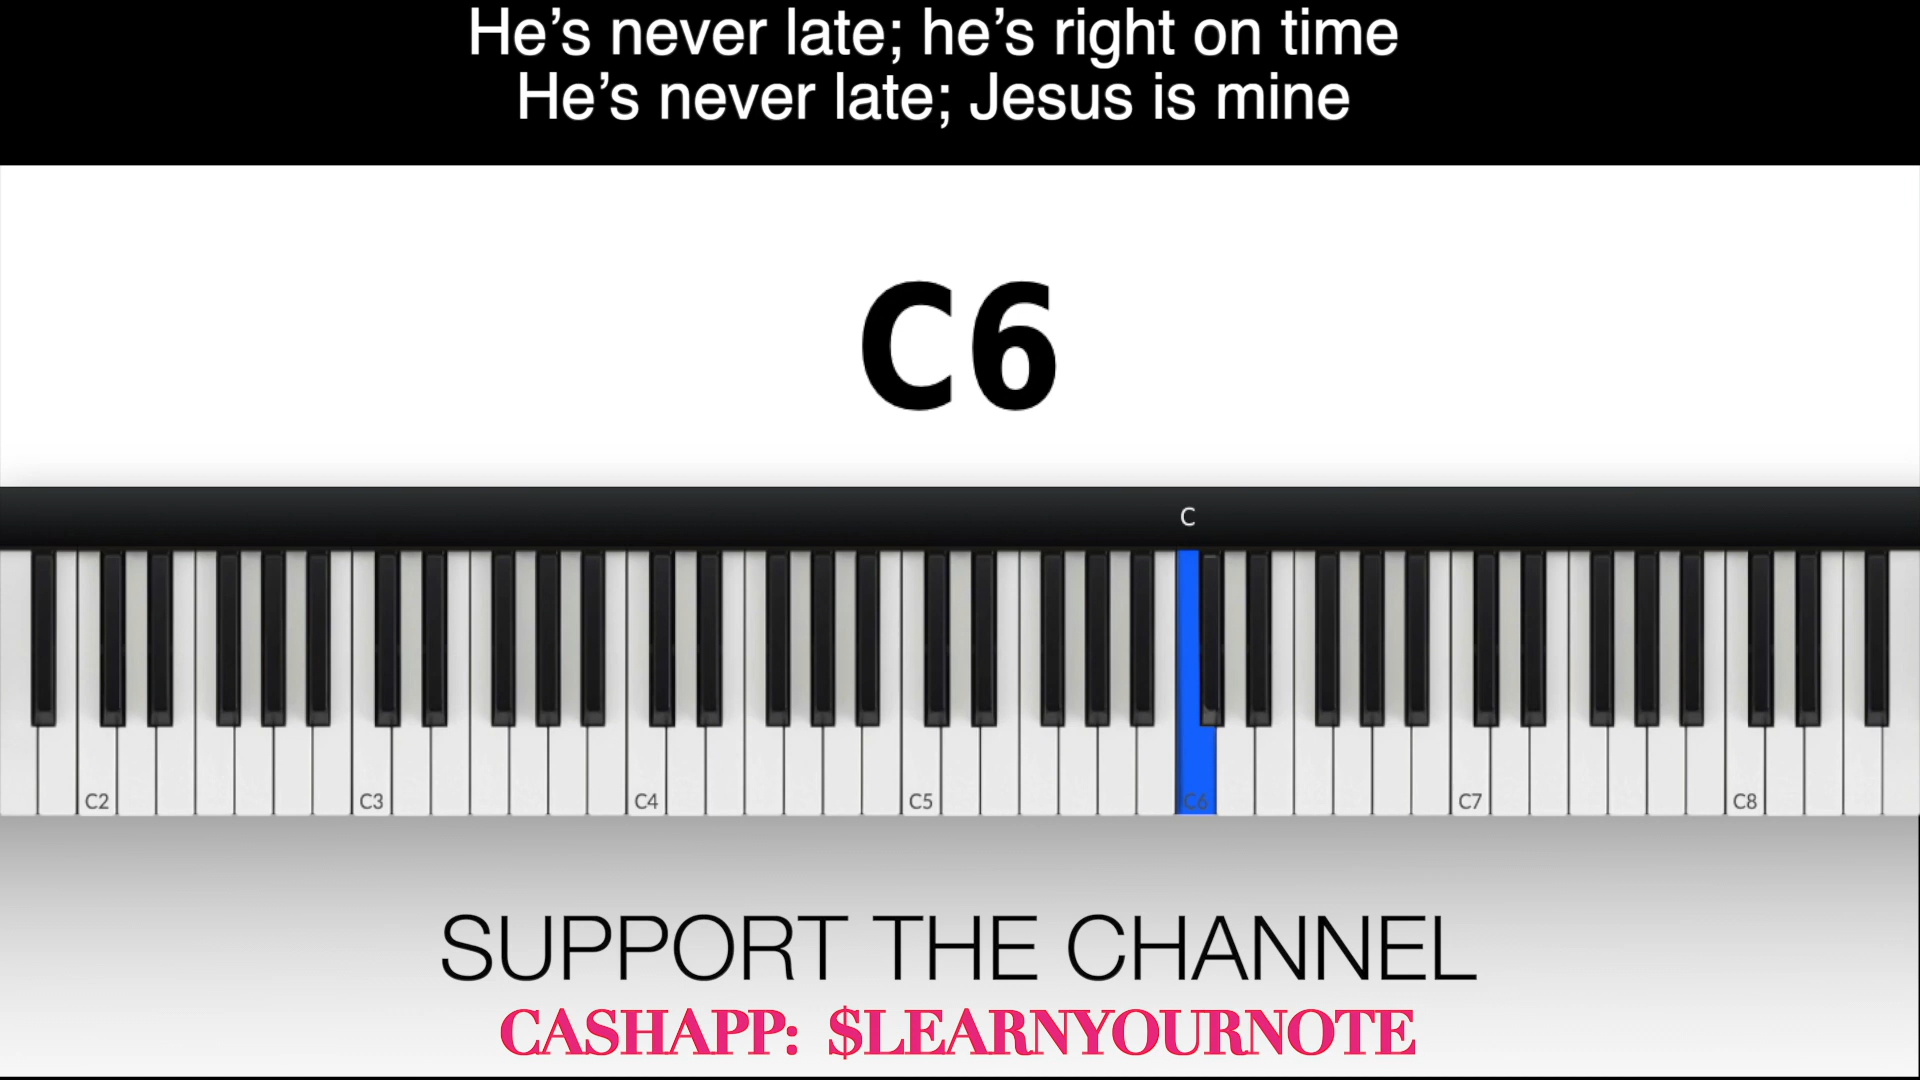 He’s never late; he’s right on time
He’s never late; Jesus is mine
C6
C
C2 C3 C4 C5 C6 C7 C8
SUPPORT THE CHANNEL
CASHAPP: $LEARNYOURNOTE